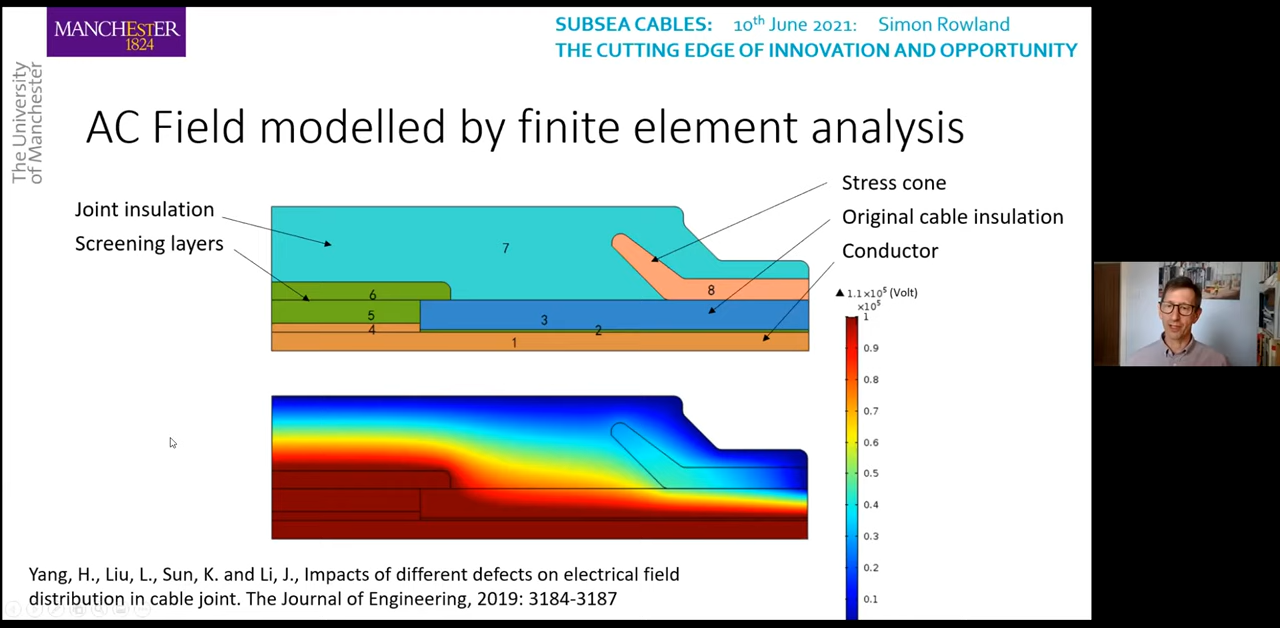 MANCHESTER
1824
The University
of Manchester
SUBSEA CABLES: 10th June 2021: Simon Rowland
THE CUTTING EDGE OF INNOVATION AND OPPORTUNITY
AC Field modelled by finite element analysis
Joint insulation
Screening layers
Stress cone
Original cable insulation
Conductor
7
6
8
5
3
4
2
1
▲ 1.1×10⁵ (Volt)
×10⁵
1
0.9
0.8
0.7
0.6
0.5
0.4
0.3
0.2
0.1
Yang, H., Liu, L., Sun, K. and Li, J., Impacts of different defects on electrical field
distribution in cable joint. The Journal of Engineering, 2019: 3184-3187